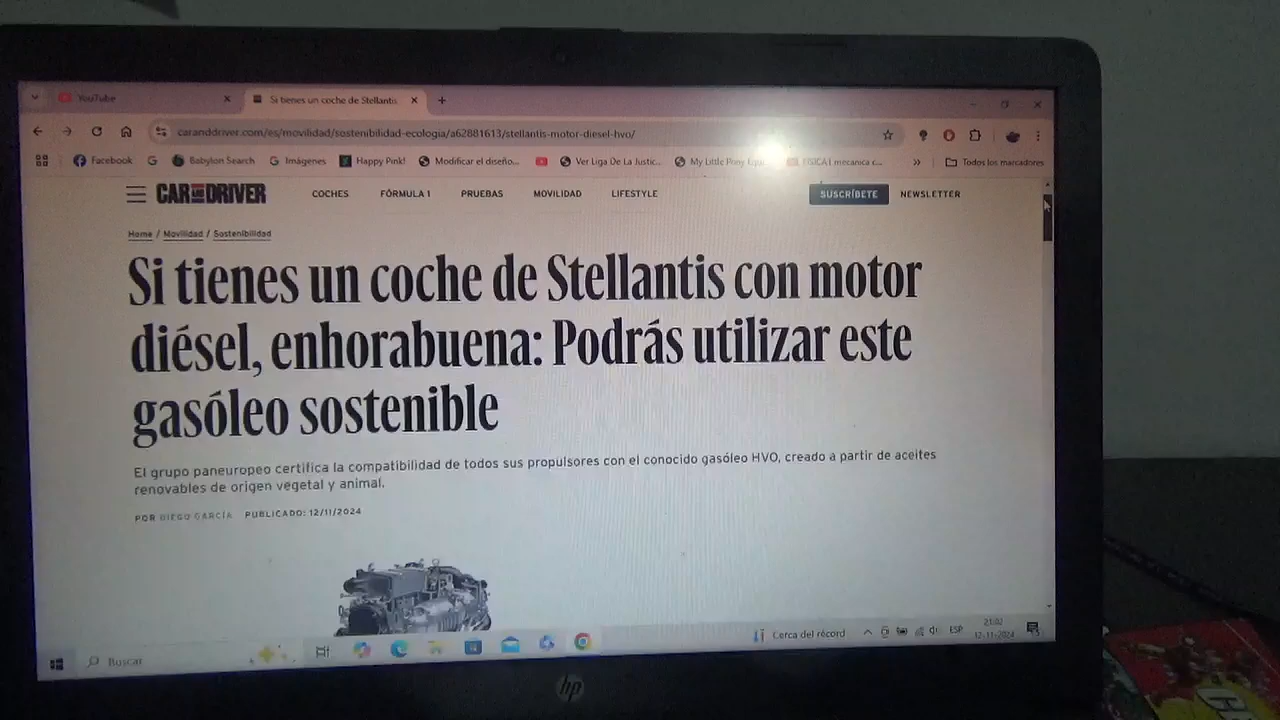 YouTube
Si tienes un coche de Stellantis
caranddriver.com/es/movilidad/sostenibilidad-ecologia/a62881613/stellantis-motor-diesel-hvo/
Facebook
Babylon Search
Imágenes
Happy Pink!
Modificar el diseño...
Ver Liga De La Justic...
My Little Pony
FISICA I mecanica c...
»
Todos los marcadores
CAR AND DRIVER
COCHES
FÓRMULA 1
PRUEBAS
MOVILIDAD
LIFESTYLE
SUSCRÍBETE
NEWSLETTER
Home / Movilidad / Sostenibilidad
Si tienes un coche de Stellantis con motor
diésel, enhorabuena: Podrás utilizar este
gasóleo sostenible
El grupo paneuropeo certifica la compatibilidad de todos sus propulsores con el conocido gasóleo HVO, creado a partir de aceites
renovables de origen vegetal y animal.
POR DIEGO GARCÍA PUBLICADO: 12/11/2024
Buscar
Cerca del récord
ESP
21:02
12-11-2024
hp